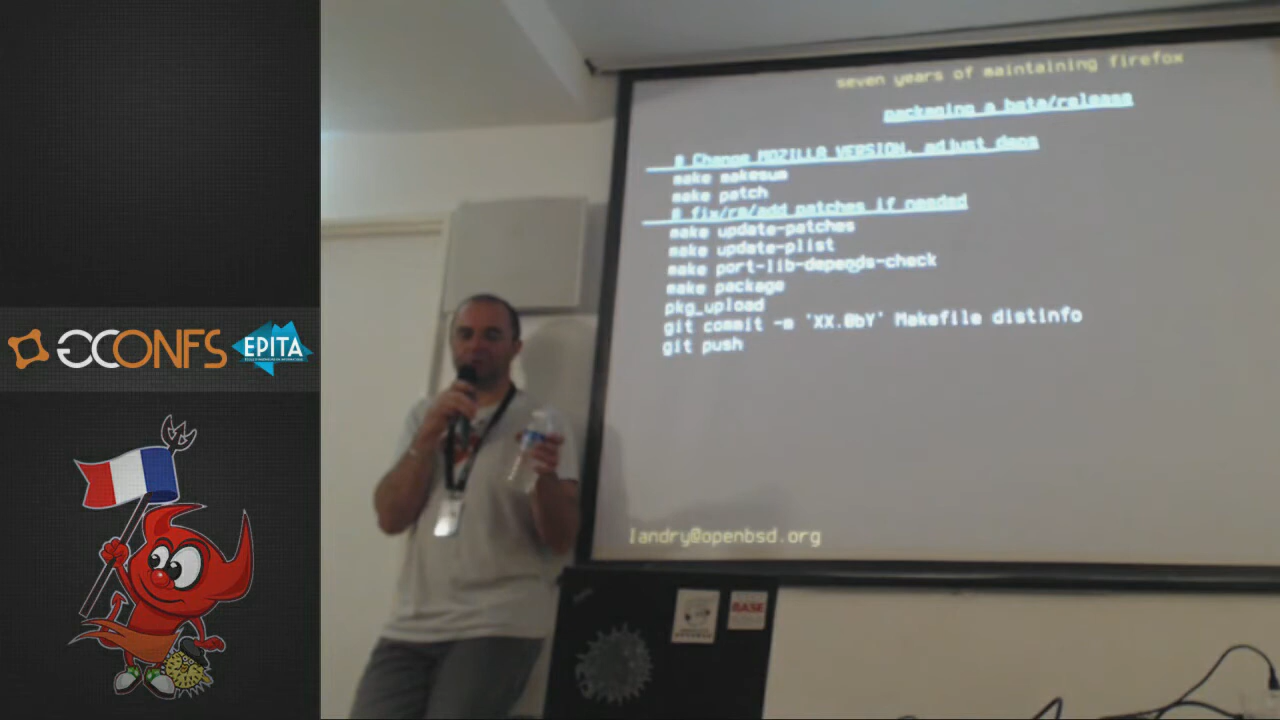 GCONFS
EPITA
seven years of maintaining firefox
packaging a beta/release
# Change MOZILLA_VERSION, adjust deps
make makesum
make patch
# fix/rm/add patches if needed
make update-patches
make update-plist
make port-lib-depends-check
make package
pkg_upload
git commit -m 'XX.0bY' Makefile distinfo
git push
landry@openbsd.org
BASE